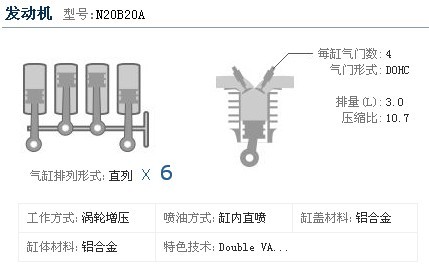 发动机 型号:N20B20A
每缸气门数: 4
气门形式: DOHC
排量(L): 3.0
压缩比: 10.7
气缸排列形式: 直列 X 6
工作方式: 涡轮增压 喷油方式: 缸内直喷 缸盖材料: 铝合金
缸体材料: 铝合金 特色技术: Double VA...